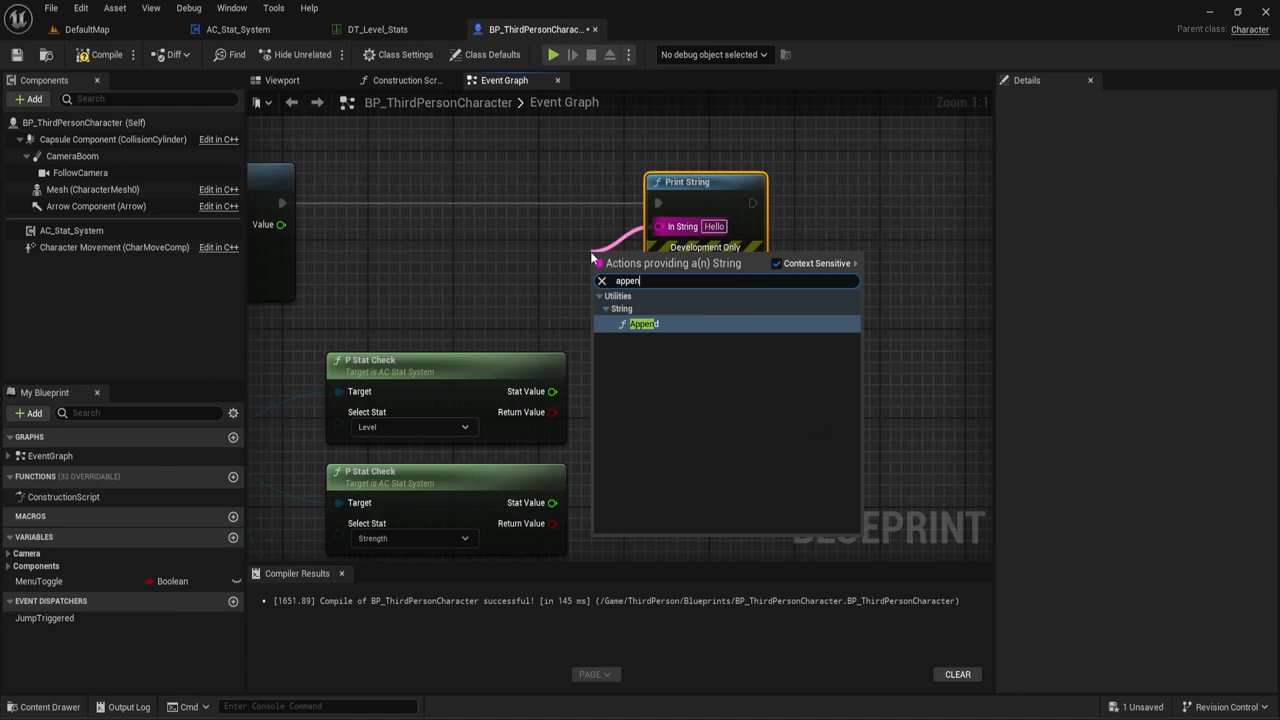 File Edit Asset View Debug Window Tools Help
DefaultMap
AC_Stat_System
DT_Level_Stats
BP_ThirdPersonCharac...
Parent class: Character
Compile
Diff
Find
Hide Unrelated
Class Settings
Class Defaults
No debug object selected
Components
Viewport
Construction Scr...
Event Graph
Details
Add
Search
BP_ThirdPersonCharacter > Event Graph
Zoom 1:1
BP_ThirdPersonCharacter (Self)
Capsule Component (CollisionCylinder) Edit in C++
CameraBoom
FollowCamera
Mesh (CharacterMesh0) Edit in C++
Arrow Component (Arrow) Edit in C++
AC_Stat_System
Character Movement (CharMoveComp) Edit in C++
Value
Print String
In String Hello
Development Only
Actions providing a(n) String
Context Sensitive
appen
Utilities
String
Append
P Stat Check
Target is AC Stat System
Target
Stat Value
Select Stat
Return Value
Level
P Stat Check
Target is AC Stat System
Target
Stat Value
Select Stat
Return Value
Strength
EPRINT
My Blueprint
Add
Search
GRAPHS
EventGraph
FUNCTIONS (32 OVERRIDABLE)
ConstructionScript
MACROS
VARIABLES
Camera
Components
MenuToggle Boolean
EVENT DISPATCHERS
JumpTriggered
Compiler Results
[1651.89] Compile of BP_ThirdPersonCharacter successful! [in 145 ms] (/Game/ThirdPerson/Blueprints/BP_ThirdPersonCharacter.BP_ThirdPersonCharacter)
PAGE
CLEAR
Content Drawer
Output Log
Cmd
Enter Console Command
1 Unsaved
Revision Control